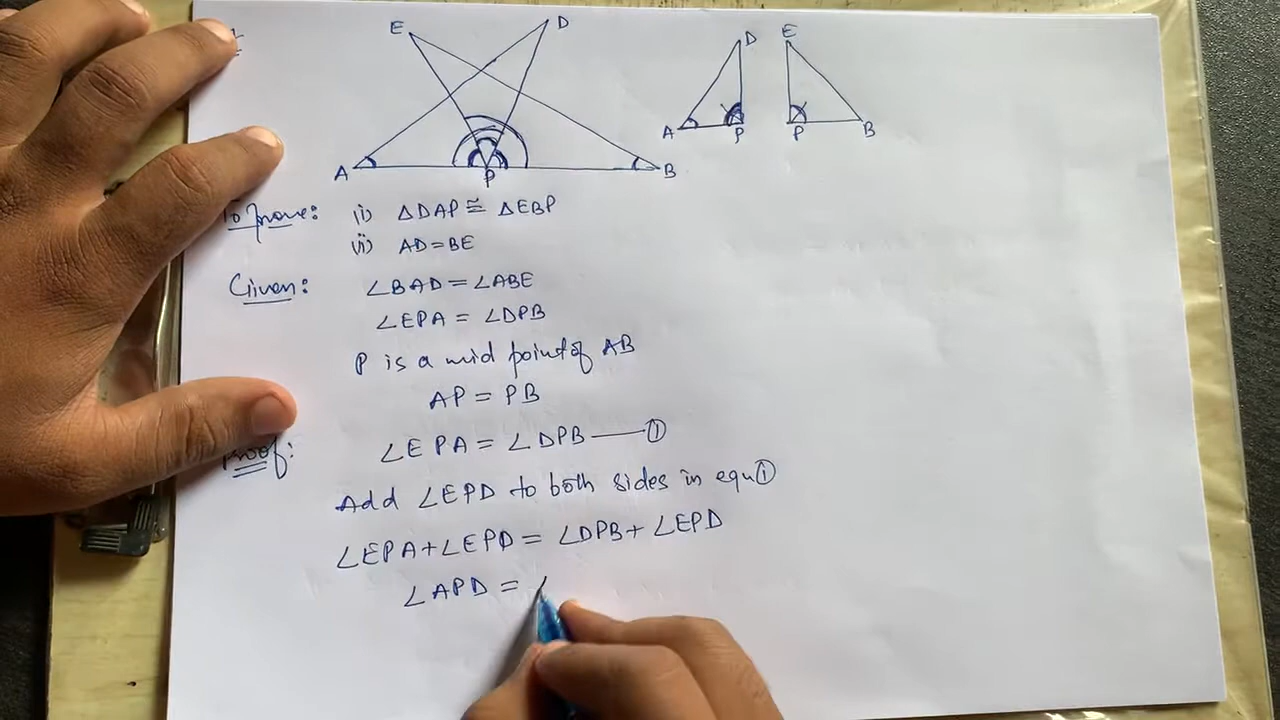 E D D E
A P B A P P B
To prove: (i) ΔDAP ≅ ΔEBP
(ii) AD = BE
Given: ∠BAD = ∠ABE
∠EPA = ∠DPB
P is a mid point of AB
AP = PB
Proof: ∠EPA = ∠DPB —— ①
Add ∠EPD to both sides in equ①
∠EPA + ∠EPD = ∠DPB + ∠EPD
∠APD = ∠